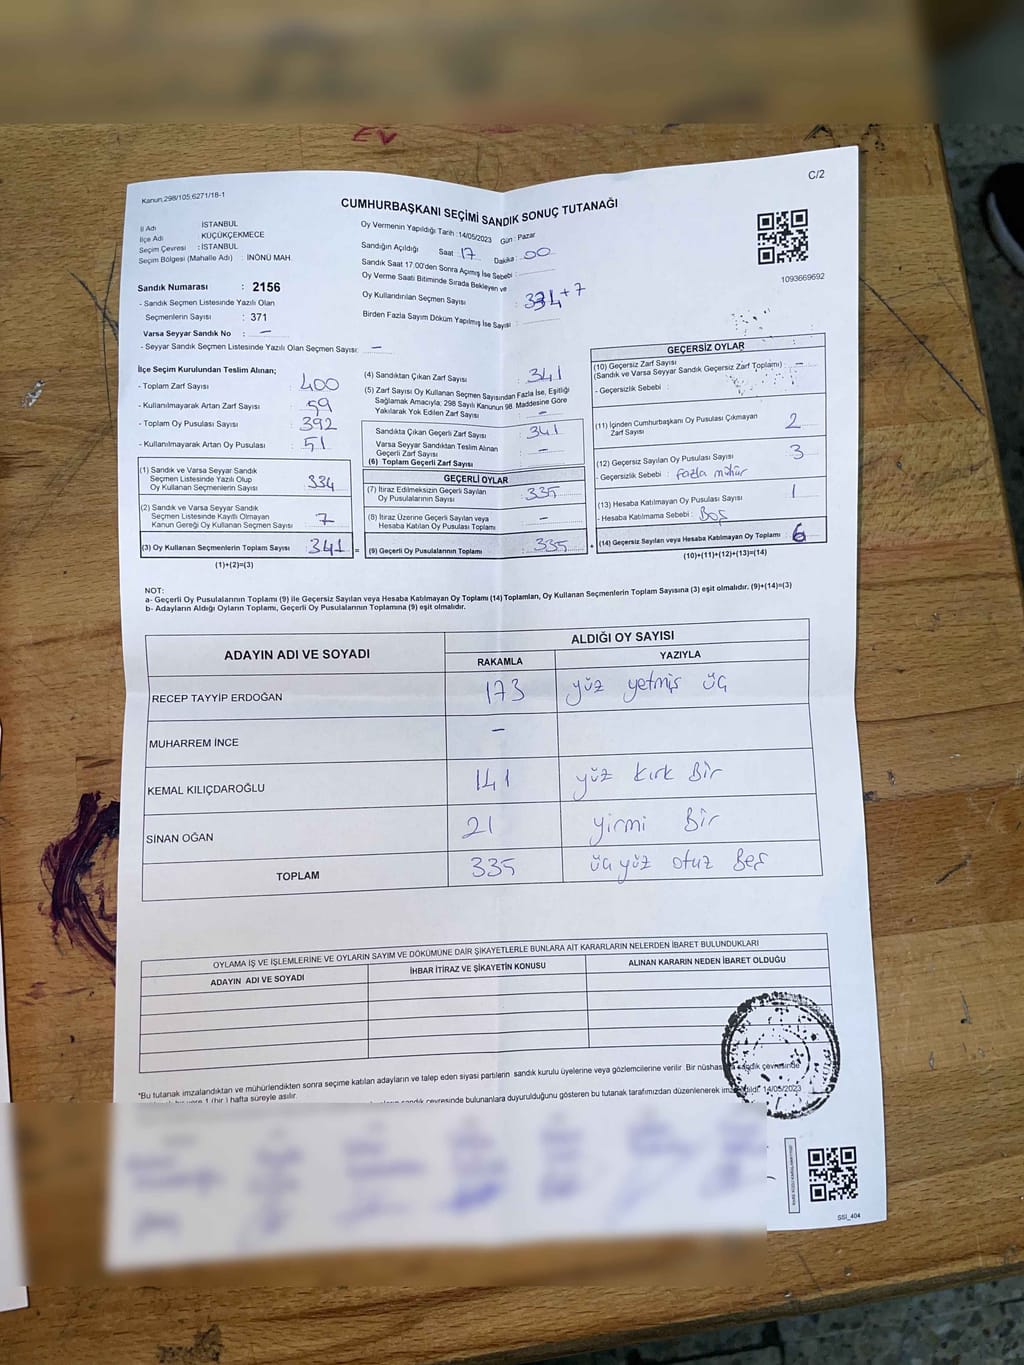 EV
C/2
Kanun:298/105;6271/18-1
CUMHURBAŞKANI SEÇİMİ SANDIK SONUÇ TUTANAĞI
İl Adı İSTANBUL
İlçe Adı KÜÇÜKÇEKMECE
Seçim Çevresi : İSTANBUL
Seçim Bölgesi (Mahalle Adı) : İNÖNÜ MAH.
Oy Vermenin Yapıldığı Tarih :14/05/2023 Gün : Pazar
Sandığın Açıldığı Saat 17 Dakika : 00
Sandık Saat 17.00'den Sonra Açımış İse Sebebi :
Oy Verme Saati Bitiminde Sırada Bekleyen ve
Oy Kullandırılan Seçmen Sayısı : 334+7
Birden Fazla Sayım Döküm Yapılmış İse Sayısı :
1093669692
Sandık Numarası : 2156
- Sandık Seçmen Listesinde Yazılı Olan
Seçmenlerin Sayısı : 371
Varsa Seyyar Sandık No : —
- Seyyar Sandık Seçmen Listesinde Yazılı Olan Seçmen Sayısı: —
İlçe Seçim Kurulundan Teslim Alınan;
- Toplam Zarf Sayısı : 400
- Kullanılmayarak Artan Zarf Sayısı : 59
- Toplam Oy Pusulası Sayısı : 392
- Kullanılmayarak Artan Oy Pusulası : 51
(1) Sandık ve Varsa Seyyar Sandık
Seçmen Listesinde Yazılı Olup
Oy Kullanan Seçmenlerin Sayısı : 334
(2) Sandık ve Varsa Seyyar Sandık
Seçmen Listesinde Kayıtlı Olmayan
Kanun Gereği Oy Kullanan Seçmen Sayısı : 7
(3) Oy Kullanan Seçmenlerin Toplam Sayısı : 341 =
(1)+(2)=(3)
(4) Sandıktan Çıkan Zarf Sayısı : 341
(5) Zarf Sayısı Oy Kullanan Seçmen Sayısından Fazla İse, Eşitliği
Sağlamak Amacıyla, 298 Sayılı Kanunun 98. Maddesine Göre
Yakılarak Yok Edilen Zarf Sayısı : —
Sandıkta Çıkan Geçerli Zarf Sayısı : 341
Varsa Seyyar Sandıktan Teslim Alınan
Geçerli Zarf Sayısı : —
(6) Toplam Geçerli Zarf Sayısı
GEÇERLİ OYLAR
(7) İtiraz Edilmeksizin Geçerli Sayılan
Oy Pusulalarının Sayısı : 335
(8) İtiraz Üzerine Geçerli Sayılan veya
Hesaba Katılan Oy Pusulası Toplamı : —
(9) Geçerli Oy Pusulalarının Toplamı : 335 +
GEÇERSİZ OYLAR
(10) Geçersiz Zarf Sayısı
(Sandık ve Varsa Seyyar Sandık Geçersiz Zarf Toplamı) : —
- Geçersizlik Sebebi :
(11) İçinden Cumhurbaşkanı Oy Pusulası Çıkmayan
Zarf Sayısı : 2
(12) Geçersiz Sayılan Oy Pusulası Sayısı : 3
- Geçersizlik Sebebi : fazla mühür
(13) Hesaba Katılmayan Oy Pusulası Sayısı : 1
- Hesaba Katılmama Sebebi : Boş
(14) Geçersiz Sayılan veya Hesaba Katılmayan Oy Toplamı : 6
(10)+(11)+(12)+(13)=(14)
NOT:
a- Geçerli Oy Pusulalarının Toplamı (9) ile Geçersiz Sayılan veya Hesaba Katılmayan Oy Toplamı (14) Toplamları, Oy Kullanan Seçmenlerin Toplam Sayısına (3) eşit olmalıdır. (9)+(14)=(3)
b- Adayların Aldığı Oyların Toplamı, Geçerli Oy Pusulalarının Toplamına (9) eşit olmalıdır.
ADAYIN ADI VE SOYADI
ALDIĞI OY SAYISI
RAKAMLA YAZIYLA
RECEP TAYYİP ERDOĞAN 173 yüz yetmiş üç
MUHARREM İNCE —
KEMAL KILIÇDAROĞLU 141 yüz kırk Bir
SİNAN OĞAN 21 yirmi Bir
TOPLAM 335 üç yüz otuz Beş
OYLAMA İŞ VE İŞLEMLERİNE VE OYLARIN SAYIM VE DÖKÜMÜNE DAİR ŞİKAYETLERLE BUNLARA AİT KARARLARIN NELERDEN İBARET BULUNDUKLARI
ADAYIN ADI VE SOYADI İHBAR İTİRAZ VE ŞİKAYETİN KONUSU ALINAN KARARIN NEDEN İBARET OLDUĞU
*Bu tutanak imzalandıktan ve mühürlendikten sonra seçime katılan adayların ve talep eden siyasi partilerin sandık kurulu üyelerine veya gözlemcilerine verilir. Bir nüshası sandık çevresinde
1 (bir) hafta süreyle asılır.
sandık çevresinde bulunanlara duyurulduğunu gösteren bu tutanak tarafımızdan düzenlenerek 14/05/2023
SSİ_404